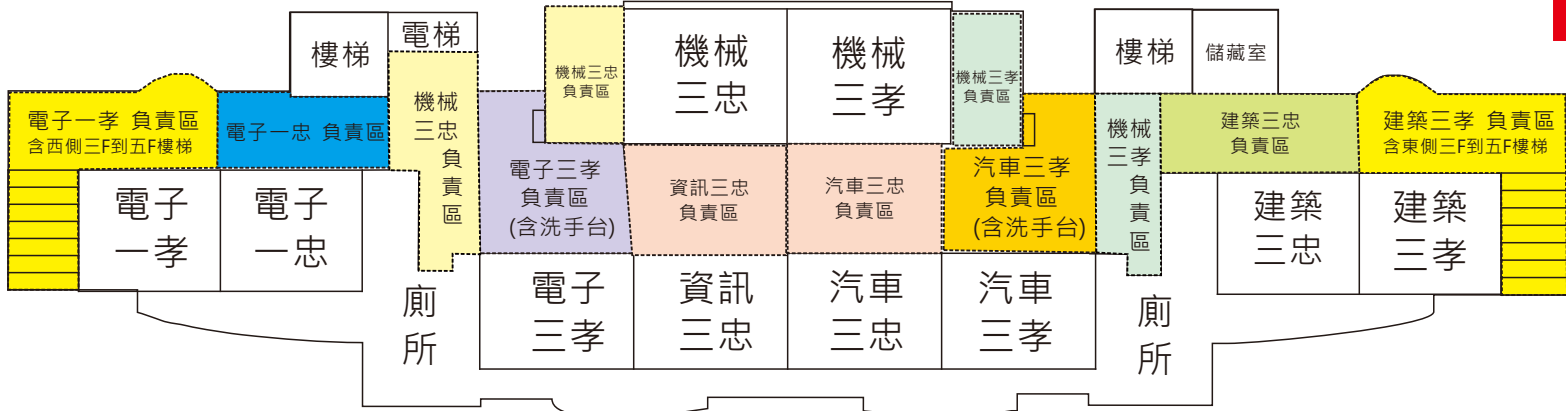 電梯
樓梯
機械
三忠
機械
三孝
樓梯
儲藏室
機械三忠
負責區
機械三孝
負責區
電子一孝 負責區
含西側三F到五F樓梯
電子一忠 負責區
機械
三忠
負
責
區
電子三孝
負責區
(含洗手台)
資訊三忠
負責區
汽車三忠
負責區
汽車三孝
負責區
(含洗手台)
機械
三孝
負
責
區
建築三忠
負責區
建築三孝 負責區
含東側三F到五F樓梯
電子
一孝
電子
一忠
建築
三忠
建築
三孝
廁
所
電子
三孝
資訊
三忠
汽車
三忠
汽車
三孝
廁
所